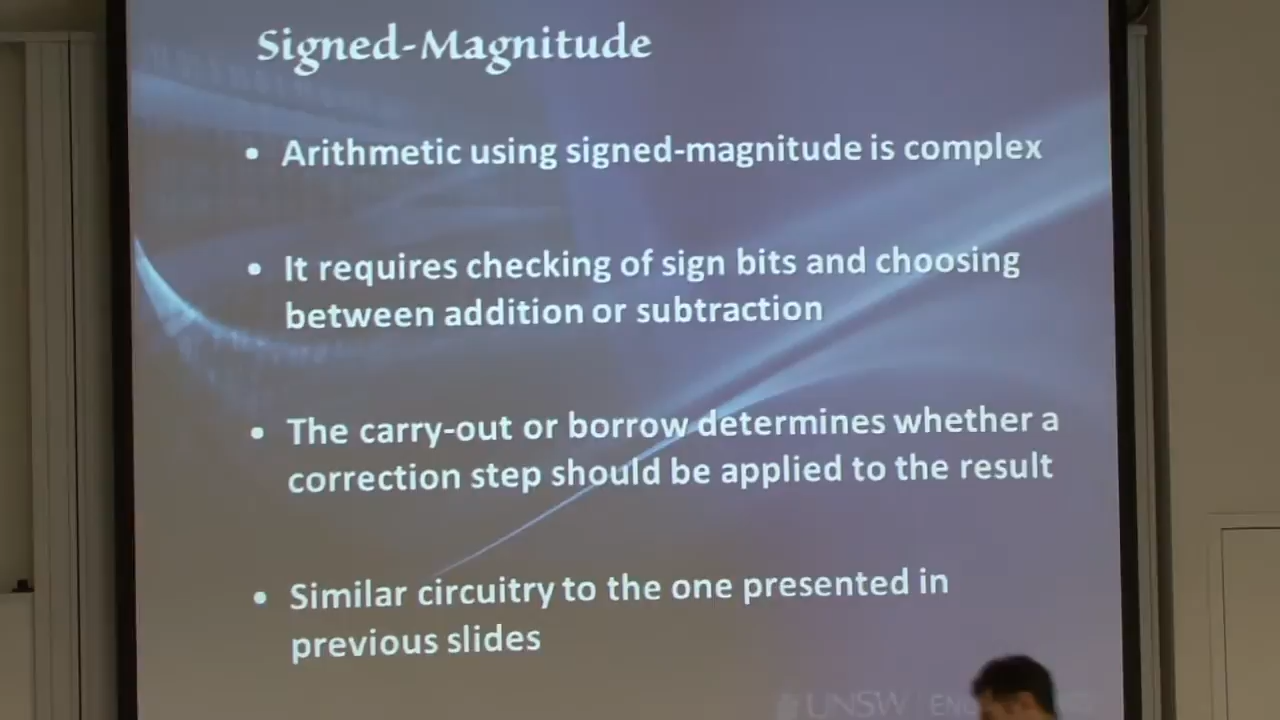 Signed-Magnitude
• Arithmetic using signed-magnitude is complex
• It requires checking of sign bits and choosing
between addition or subtraction
• The carry-out or borrow determines whether a
correction step should be applied to the result
• Similar circuitry to the one presented in
previous slides
UNSW